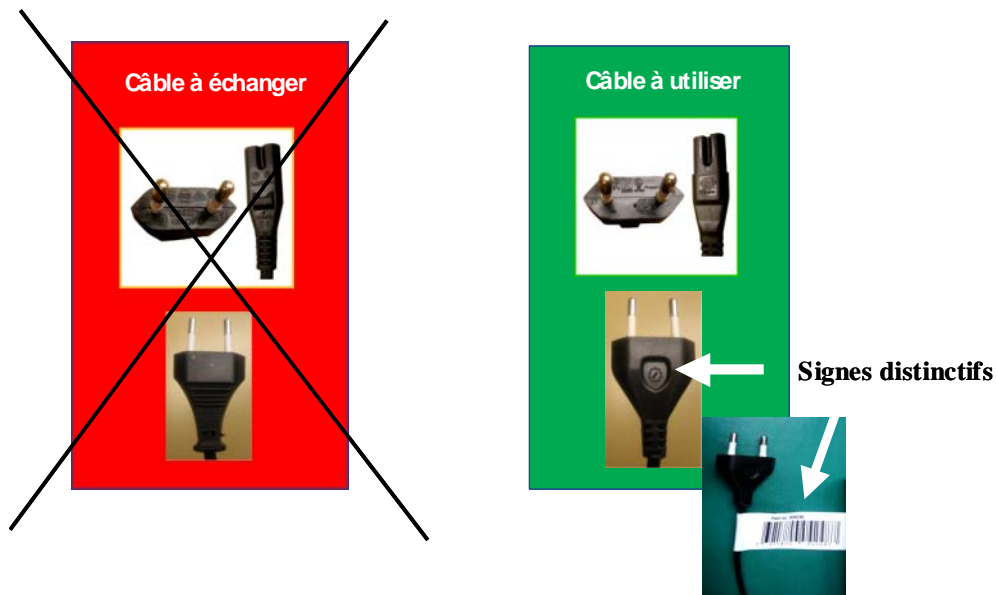 Câble à échanger
Câble à utiliser
Signes distinctifs